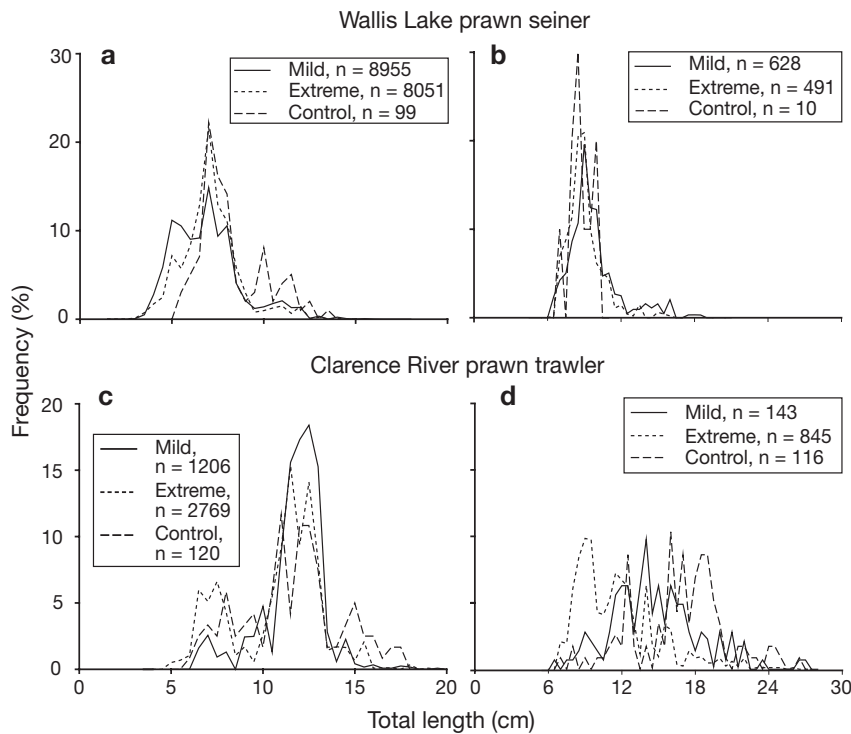 Wallis Lake prawn seiner
a
b
30
20
10
0
Mild, n = 8955
Extreme, n = 8051
Control, n = 99
Mild, n = 628
Extreme, n = 491
Control, n = 10
Frequency (%)
Clarence River prawn trawler
c
d
20
15
10
5
0
Mild,
n = 1206
Extreme,
n = 2769
Control,
n = 120
Mild, n = 143
Extreme, n = 845
Control, n = 116
0 5 10 15 20
0 6 12 18 24 30
Total length (cm)